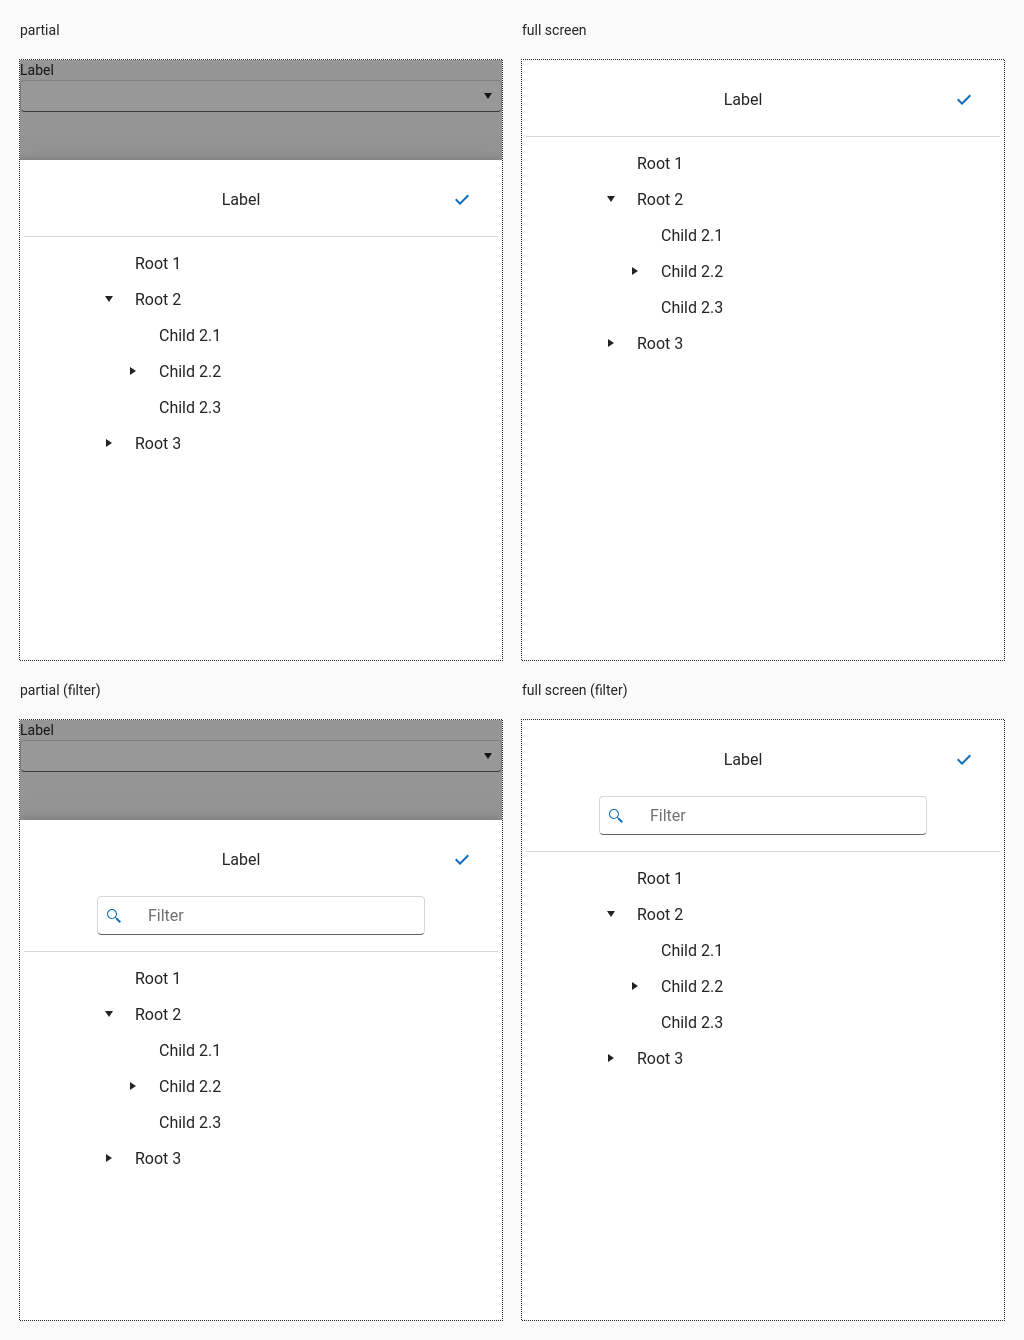 partial
Label
Label
Root 1
Root 2
Child 2.1
Child 2.2
Child 2.3
Root 3
full screen
Label
Root 1
Root 2
Child 2.1
Child 2.2
Child 2.3
Root 3
partial (filter)
Label
Label
Filter
Root 1
Root 2
Child 2.1
Child 2.2
Child 2.3
Root 3
full screen (filter)
Label
Filter
Root 1
Root 2
Child 2.1
Child 2.2
Child 2.3
Root 3